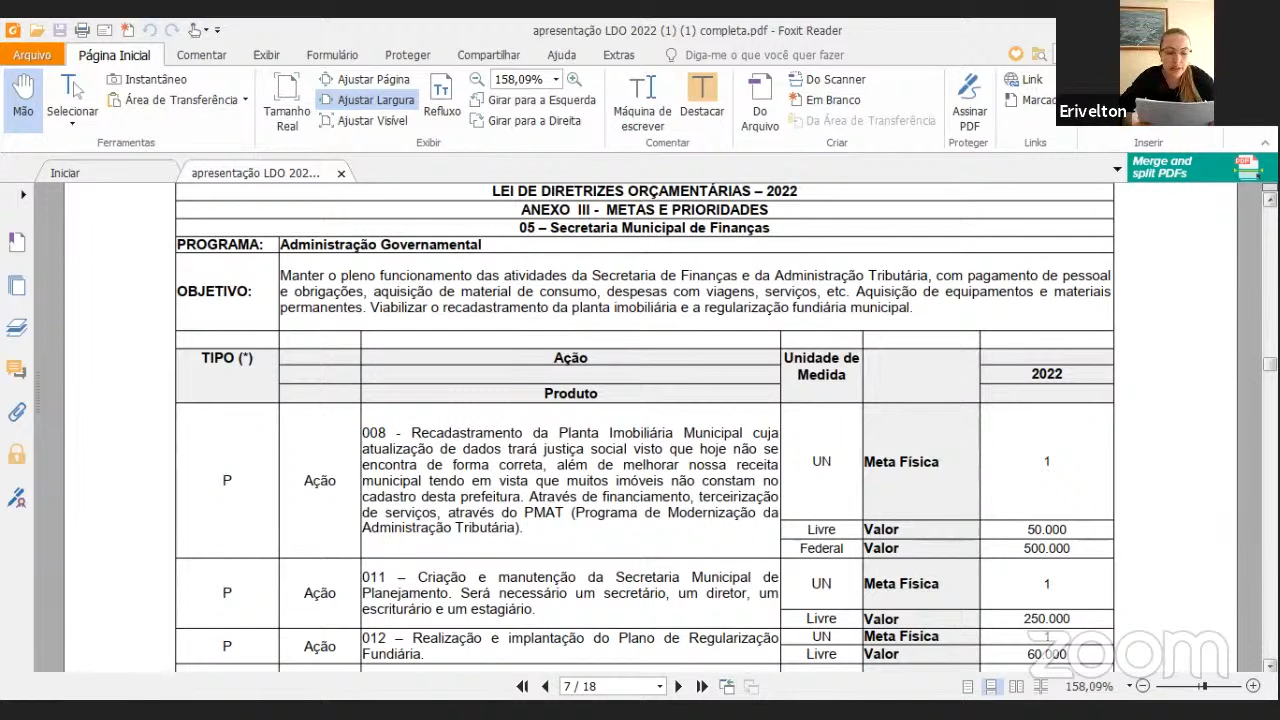 apresentação LDO 2022 (1) (1) completa.pdf - Foxit Reader
Arquivo Página Inicial Comentar Exibir Formulário Proteger Compartilhar Ajuda Extras Diga-me o que você quer fazer
Mão
Selecionar
Instantâneo
Área de Transferência
Ferramentas
Tamanho Real
Ajustar Página
Ajustar Largura
Ajustar Visível
Refluxo
158,09%
Girar para a Esquerda
Girar para a Direita
Exibir
Máquina de escrever
Destacar
Comentar
Do Arquivo
Do Scanner
Em Branco
Da Área de Transferência
Criar
Assinar PDF
Proteger
Link
Marcad
Links
Inserir
Erivelton
Iniciar
apresentação LDO 202...
Merge and
split PDFs
LEI DE DIRETRIZES ORÇAMENTÁRIAS – 2022
ANEXO III - METAS E PRIORIDADES
05 – Secretaria Municipal de Finanças
PROGRAMA: Administração Governamental
OBJETIVO:
Manter o pleno funcionamento das atividades da Secretaria de Finanças e da Administração Tributária, com pagamento de pessoal
e obrigações, aquisição de material de consumo, despesas com viagens, serviços, etc. Aquisição de equipamentos e materiais
permanentes. Viabilizar o recadastramento da planta imobiliária e a regularização fundiária municipal.
TIPO (*) Ação Unidade de
Medida 2022
Produto
P Ação
008 - Recadastramento da Planta Imobiliária Municipal cuja
atualização de dados trará justiça social visto que hoje não se
encontra de forma correta, além de melhorar nossa receita
municipal tendo em vista que muitos imóveis não constam no
cadastro desta prefeitura. Através de financiamento, terceirização
de serviços, através do PMAT (Programa de Modernização da
Administração Tributária).
UN Meta Física 1
Livre Valor 50.000
Federal Valor 500.000
P Ação
011 – Criação e manutenção da Secretaria Municipal de
Planejamento. Será necessário um secretário, um diretor, um
escriturário e um estagiário.
UN Meta Física 1
Livre Valor 250.000
P Ação
012 – Realização e implantação do Plano de Regularização
Fundiária.
UN Meta Física 1
Livre Valor 60.000
zoom
7 / 18
158,09%